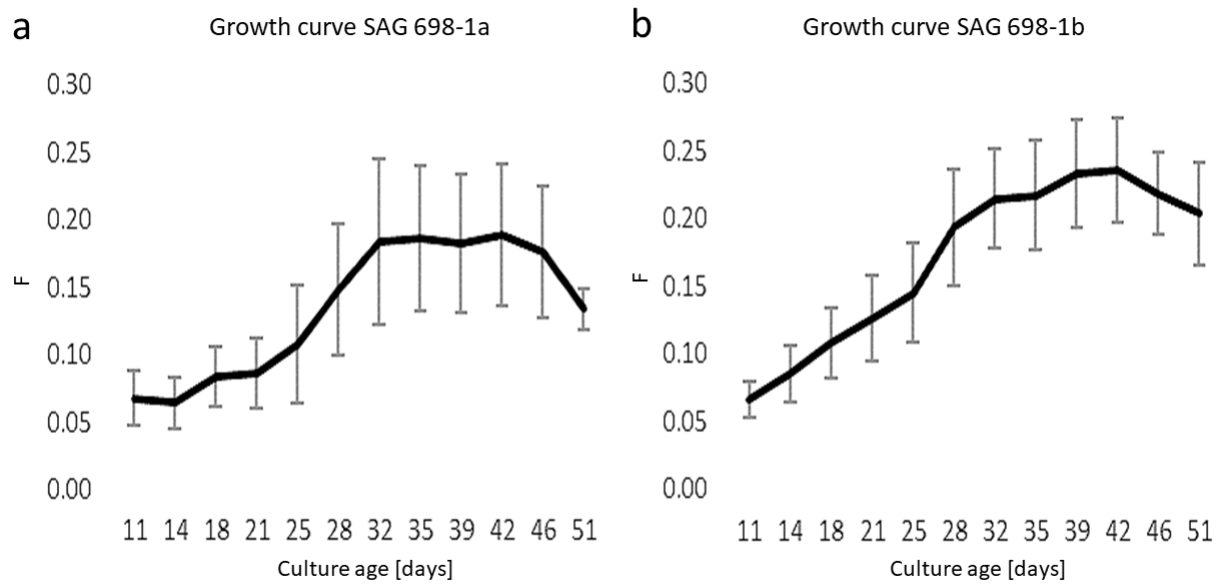 a
Growth curve SAG 698-1a
0.30
0.25
0.20
0.15
0.10
0.05
0.00
F
11 14 18 21 25 28 32 35 39 42 46 51
Culture age [days]
b
Growth curve SAG 698-1b
0.30
0.25
0.20
0.15
0.10
0.05
0.00
F
11 14 18 21 25 28 32 35 39 42 46 51
Culture age [days]